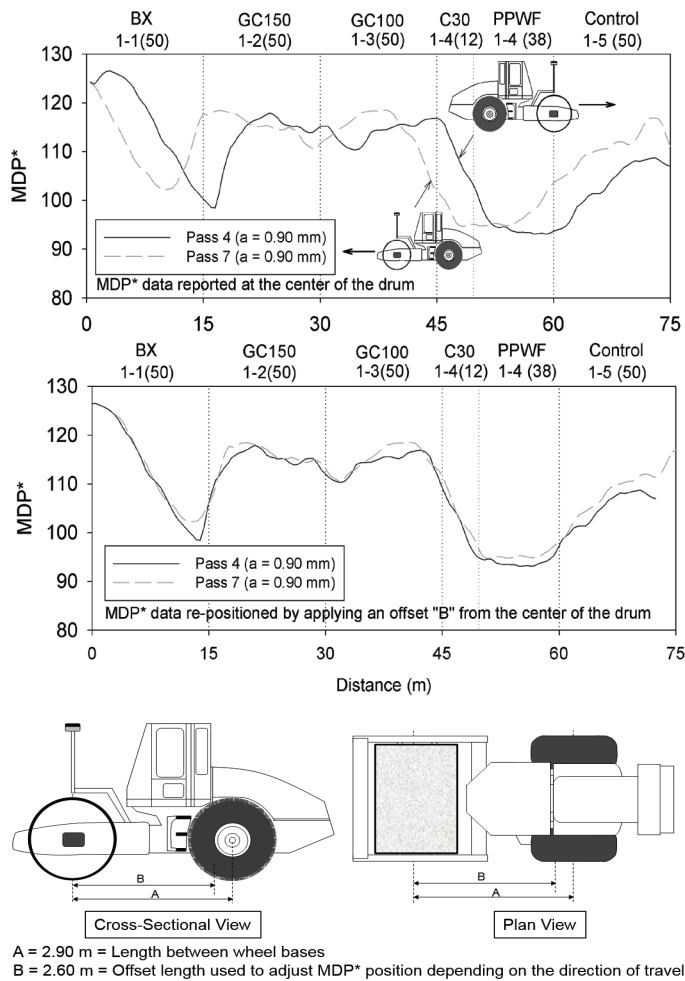 BX GC150 GC100 C30 PPWF Control
1-1(50) 1-2(50) 1-3(50) 1-4(12) 1-4 (38) 1-5 (50)
130
120
110
100
90
80
MDP*
Pass 4 (a = 0.90 mm)
Pass 7 (a = 0.90 mm)
MDP* data reported at the center of the drum
0 15 30 45 60 75
BX GC150 GC100 C30 PPWF Control
1-1(50) 1-2(50) 1-3(50) 1-4(12) 1-4 (38) 1-5 (50)
130
120
110
100
90
80
MDP*
Pass 4 (a = 0.90 mm)
Pass 7 (a = 0.90 mm)
MDP* data re-positioned by applying an offset "B" from the center of the drum
0 15 30 45 60 75
Distance (m)
B
A
B
A
Cross-Sectional View
Plan View
A = 2.90 m = Length between wheel bases
B = 2.60 m = Offset length used to adjust MDP* position depending on the direction of travel